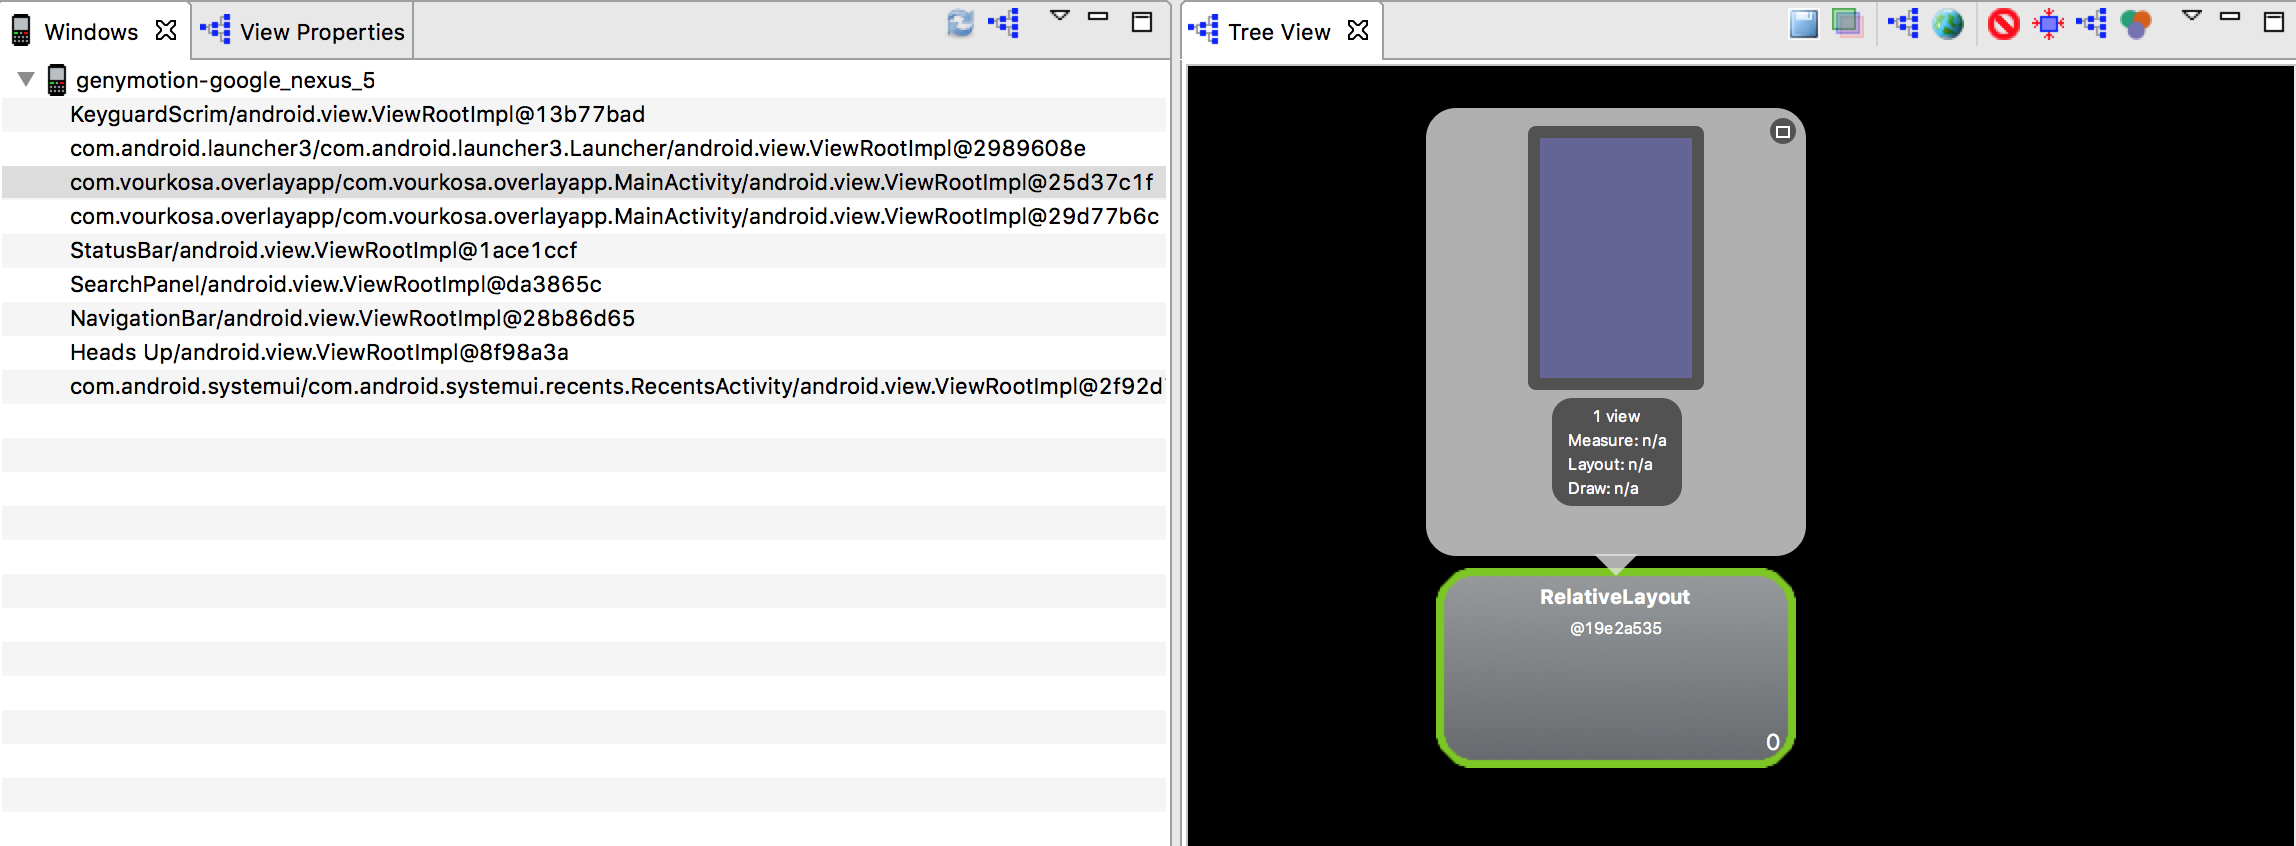 Windows
View Properties
genymotion-google_nexus_5
KeyguardScrim/android.view.ViewRootImpl@13b77bad
com.android.launcher3/com.android.launcher3.Launcher/android.view.ViewRootImpl@2989608e
com.vourkosa.overlayapp/com.vourkosa.overlayapp.MainActivity/android.view.ViewRootImpl@25d37c1f
com.vourkosa.overlayapp/com.vourkosa.overlayapp.MainActivity/android.view.ViewRootImpl@29d77b6c
StatusBar/android.view.ViewRootImpl@1ace1ccf
SearchPanel/android.view.ViewRootImpl@da3865c
NavigationBar/android.view.ViewRootImpl@28b86d65
Heads Up/android.view.ViewRootImpl@8f98a3a
com.android.systemui/com.android.systemui.recents.RecentsActivity/android.view.ViewRootImpl@2f92d
Tree View
1 view
Measure: n/a
Layout: n/a
Draw: n/a
RelativeLayout
@19e2a535
0